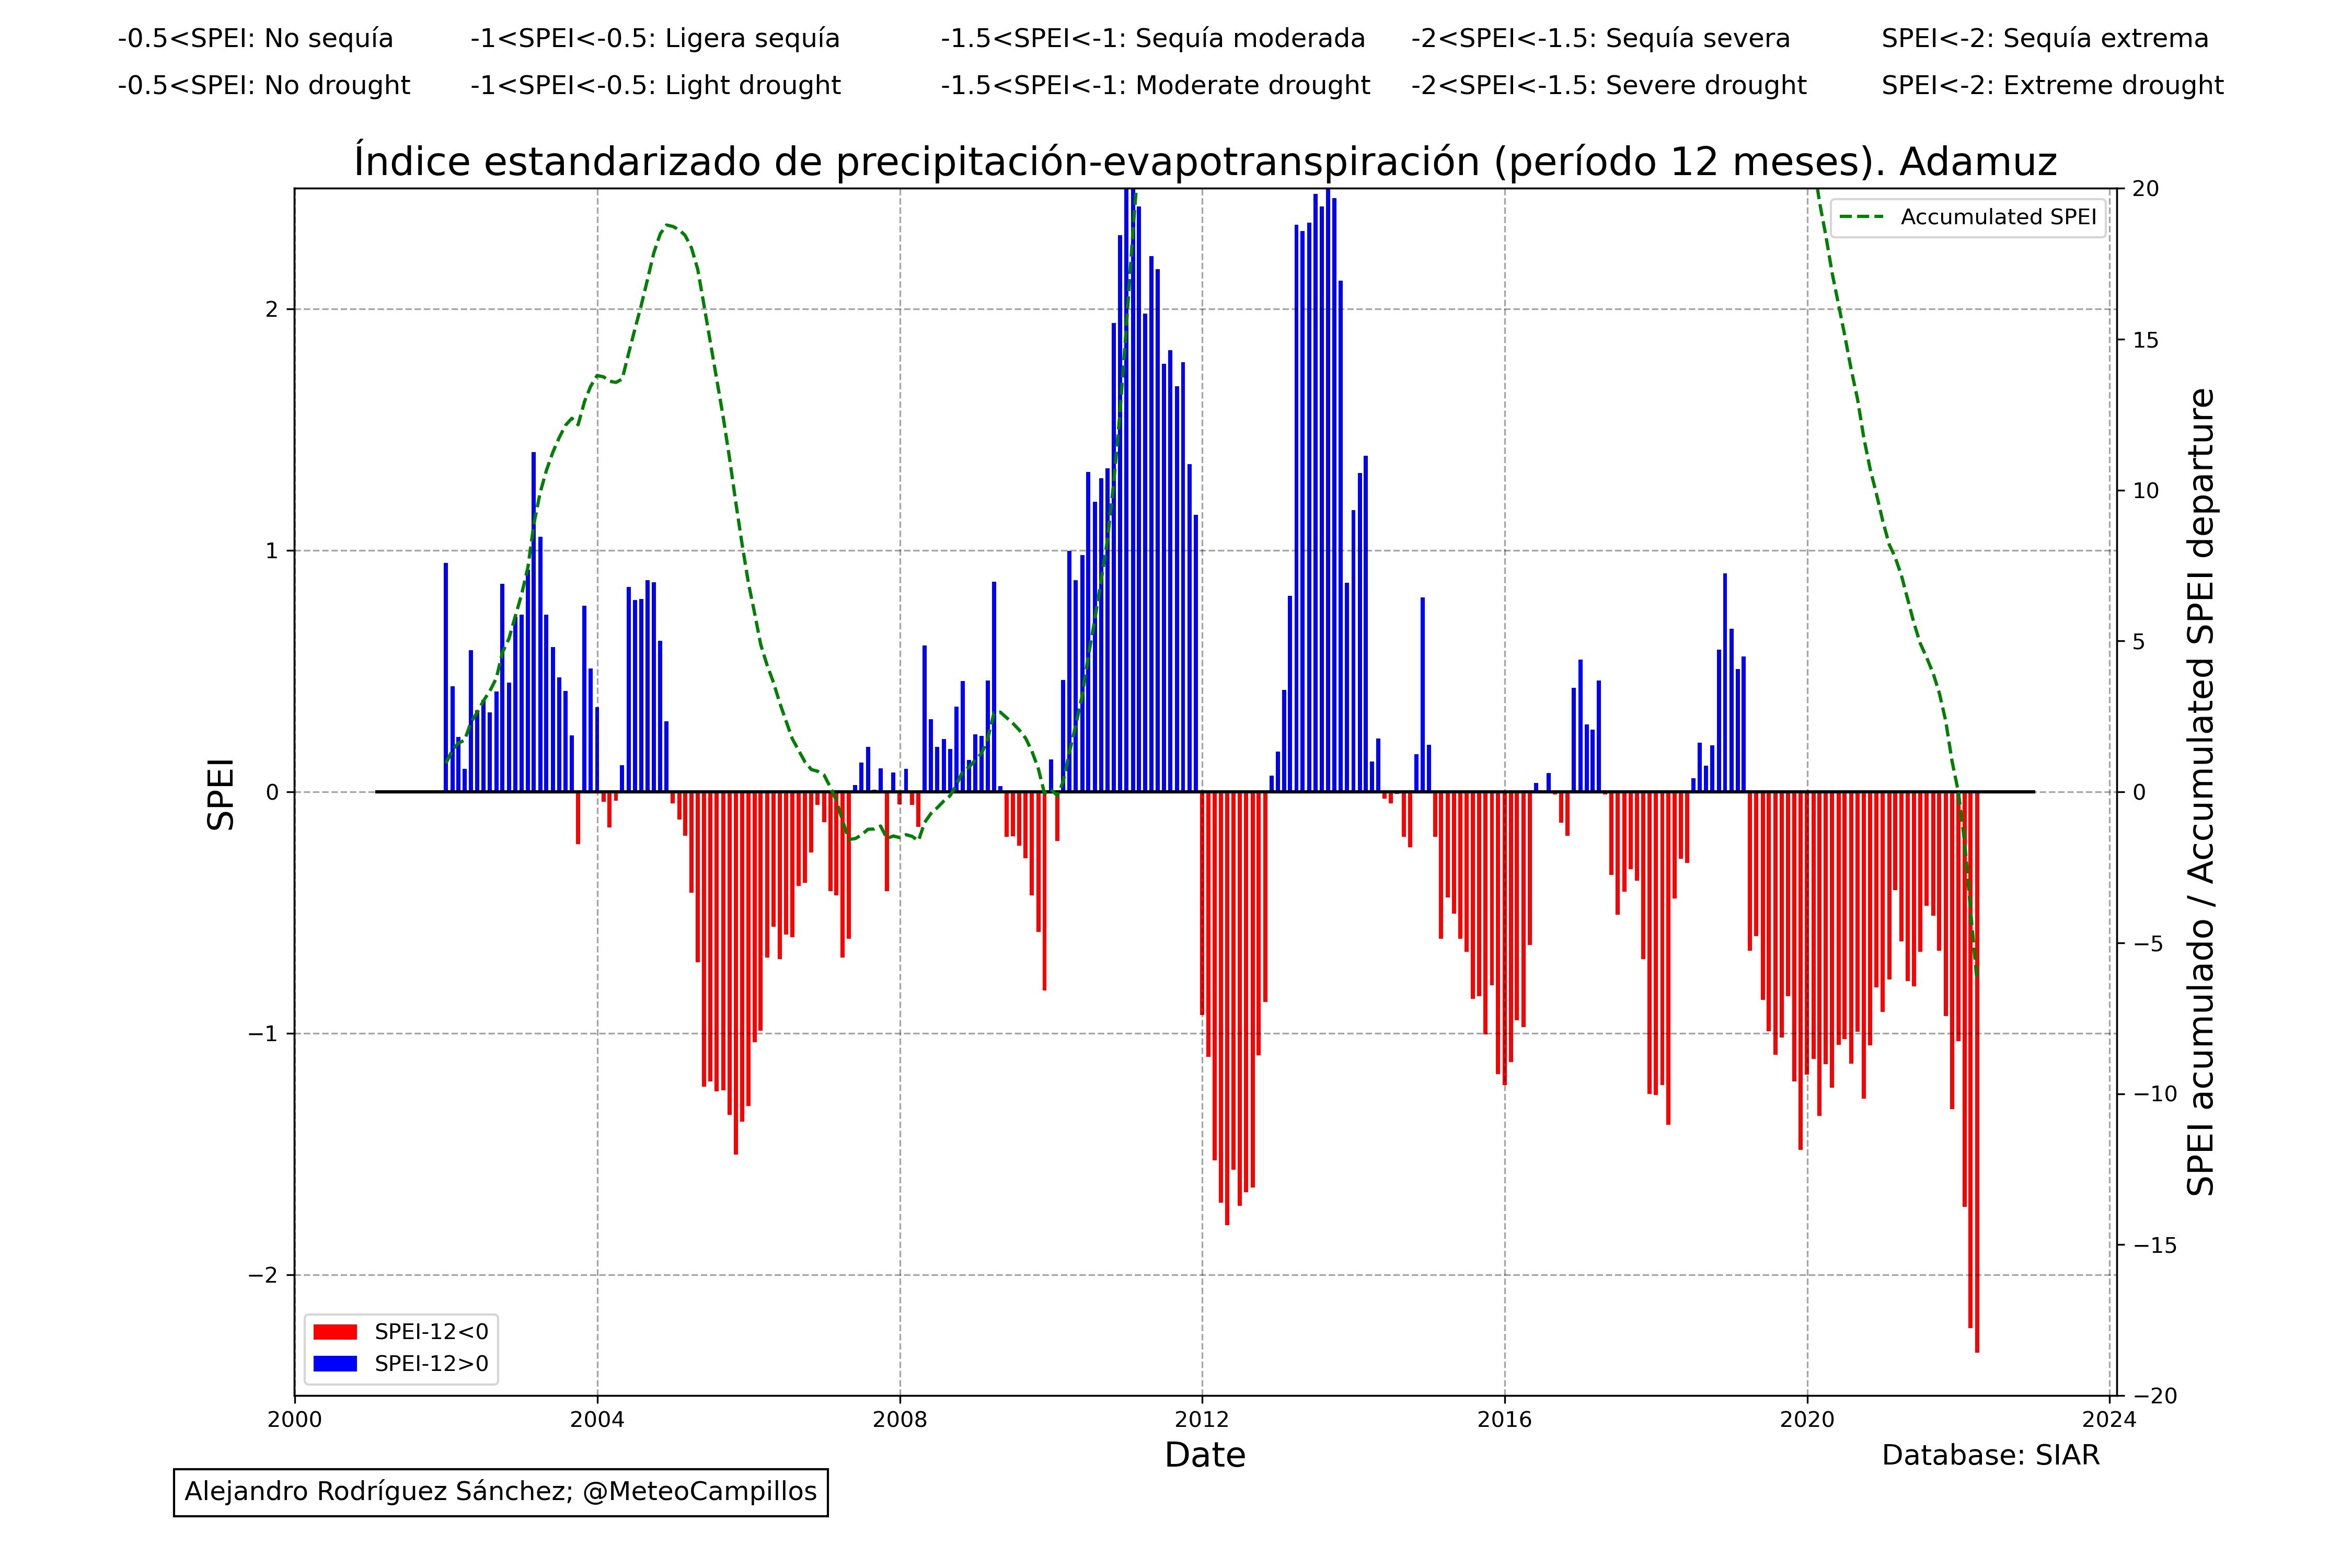 -0.5<SPEI: No sequía -1<SPEI<-0.5: Ligera sequía -1.5<SPEI<-1: Sequía moderada -2<SPEI<-1.5: Sequía severa SPEI<-2: Sequía extrema
-0.5<SPEI: No drought -1<SPEI<-0.5: Light drought -1.5<SPEI<-1: Moderate drought -2<SPEI<-1.5: Severe drought SPEI<-2: Extreme drought
Índice estandarizado de precipitación-evapotranspiración (período 12 meses). Adamuz
SPEI
2
1
0
−1
−2
Accumulated SPEI
20
15
10
5
0
−5
−10
−15
−20
SPEI acumulado / Accumulated SPEI departure
SPEI-12<0
SPEI-12>0
2000 2004 2008 2012 2016 2020 2024
Date
Database: SIAR
Alejandro Rodríguez Sánchez; @MeteoCampillos